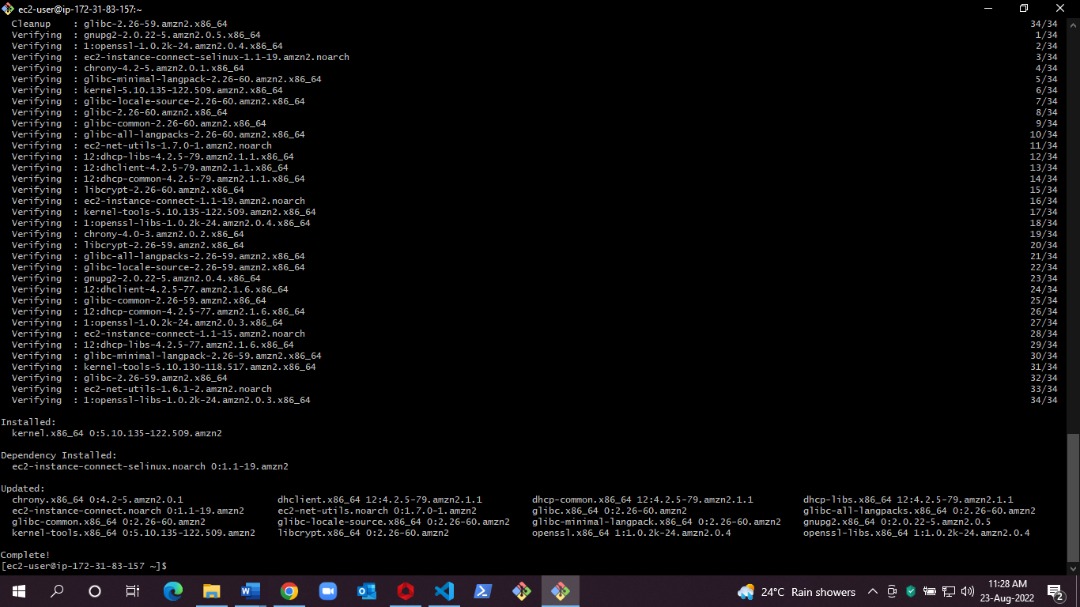 ec2-user@ip-172-31-83-157:~
Cleanup : glibc-2.26-59.amzn2.x86_64 34/34
Verifying : gnupg2-2.0.22-5.amzn2.0.5.x86_64 1/34
Verifying : 1:openssl-1.0.2k-24.amzn2.0.4.x86_64 2/34
Verifying : ec2-instance-connect-selinux-1.1-19.amzn2.noarch 3/34
Verifying : chrony-4.2-5.amzn2.0.1.x86_64 4/34
Verifying : glibc-minimal-langpack-2.26-60.amzn2.x86_64 5/34
Verifying : kernel-5.10.135-122.509.amzn2.x86_64 6/34
Verifying : glibc-locale-source-2.26-60.amzn2.x86_64 7/34
Verifying : glibc-2.26-60.amzn2.x86_64 8/34
Verifying : glibc-common-2.26-60.amzn2.x86_64 9/34
Verifying : glibc-all-langpacks-2.26-60.amzn2.x86_64 10/34
Verifying : ec2-net-utils-1.7.0-1.amzn2.noarch 11/34
Verifying : 12:dhcp-libs-4.2.5-79.amzn2.1.1.x86_64 12/34
Verifying : 12:dhclient-4.2.5-79.amzn2.1.1.x86_64 13/34
Verifying : 12:dhcp-common-4.2.5-79.amzn2.1.1.x86_64 14/34
Verifying : libcrypt-2.26-60.amzn2.x86_64 15/34
Verifying : ec2-instance-connect-1.1-19.amzn2.noarch 16/34
Verifying : kernel-tools-5.10.135-122.509.amzn2.x86_64 17/34
Verifying : 1:openssl-libs-1.0.2k-24.amzn2.0.4.x86_64 18/34
Verifying : chrony-4.0-3.amzn2.0.2.x86_64 19/34
Verifying : libcrypt-2.26-59.amzn2.x86_64 20/34
Verifying : glibc-all-langpacks-2.26-59.amzn2.x86_64 21/34
Verifying : glibc-locale-source-2.26-59.amzn2.x86_64 22/34
Verifying : gnupg2-2.0.22-5.amzn2.0.4.x86_64 23/34
Verifying : 12:dhclient-4.2.5-77.amzn2.1.6.x86_64 24/34
Verifying : glibc-common-2.26-59.amzn2.x86_64 25/34
Verifying : 12:dhcp-common-4.2.5-77.amzn2.1.6.x86_64 26/34
Verifying : 1:openssl-1.0.2k-24.amzn2.0.3.x86_64 27/34
Verifying : ec2-instance-connect-1.1-15.amzn2.noarch 28/34
Verifying : 12:dhcp-libs-4.2.5-77.amzn2.1.6.x86_64 29/34
Verifying : glibc-minimal-langpack-2.26-59.amzn2.x86_64 30/34
Verifying : kernel-tools-5.10.130-118.517.amzn2.x86_64 31/34
Verifying : glibc-2.26-59.amzn2.x86_64 32/34
Verifying : ec2-net-utils-1.6.1-2.amzn2.noarch 33/34
Verifying : 1:openssl-libs-1.0.2k-24.amzn2.0.3.x86_64 34/34
Installed:
kernel.x86_64 0:5.10.135-122.509.amzn2
Dependency Installed:
ec2-instance-connect-selinux.noarch 0:1.1-19.amzn2
Updated:
chrony.x86_64 0:4.2-5.amzn2.0.1 dhclient.x86_64 12:4.2.5-79.amzn2.1.1 dhcp-common.x86_64 12:4.2.5-79.amzn2.1.1 dhcp-libs.x86_64 12:4.2.5-79.amzn2.1.1
ec2-instance-connect.noarch 0:1.1-19.amzn2 ec2-net-utils.noarch 0:1.7.0-1.amzn2 glibc.x86_64 0:2.26-60.amzn2 glibc-all-langpacks.x86_64 0:2.26-60.amzn2
glibc-common.x86_64 0:2.26-60.amzn2 glibc-locale-source.x86_64 0:2.26-60.amzn2 glibc-minimal-langpack.x86_64 0:2.26-60.amzn2 gnupg2.x86_64 0:2.0.22-5.amzn2.0.5
kernel-tools.x86_64 0:5.10.135-122.509.amzn2 libcrypt.x86_64 0:2.26-60.amzn2 openssl.x86_64 1:1.0.2k-24.amzn2.0.4 openssl-libs.x86_64 1:1.0.2k-24.amzn2.0.4
Complete!
[ec2-user@ip-172-31-83-157 ~]$
24°C Rain showers
11:28 AM
23-Aug-2022
2